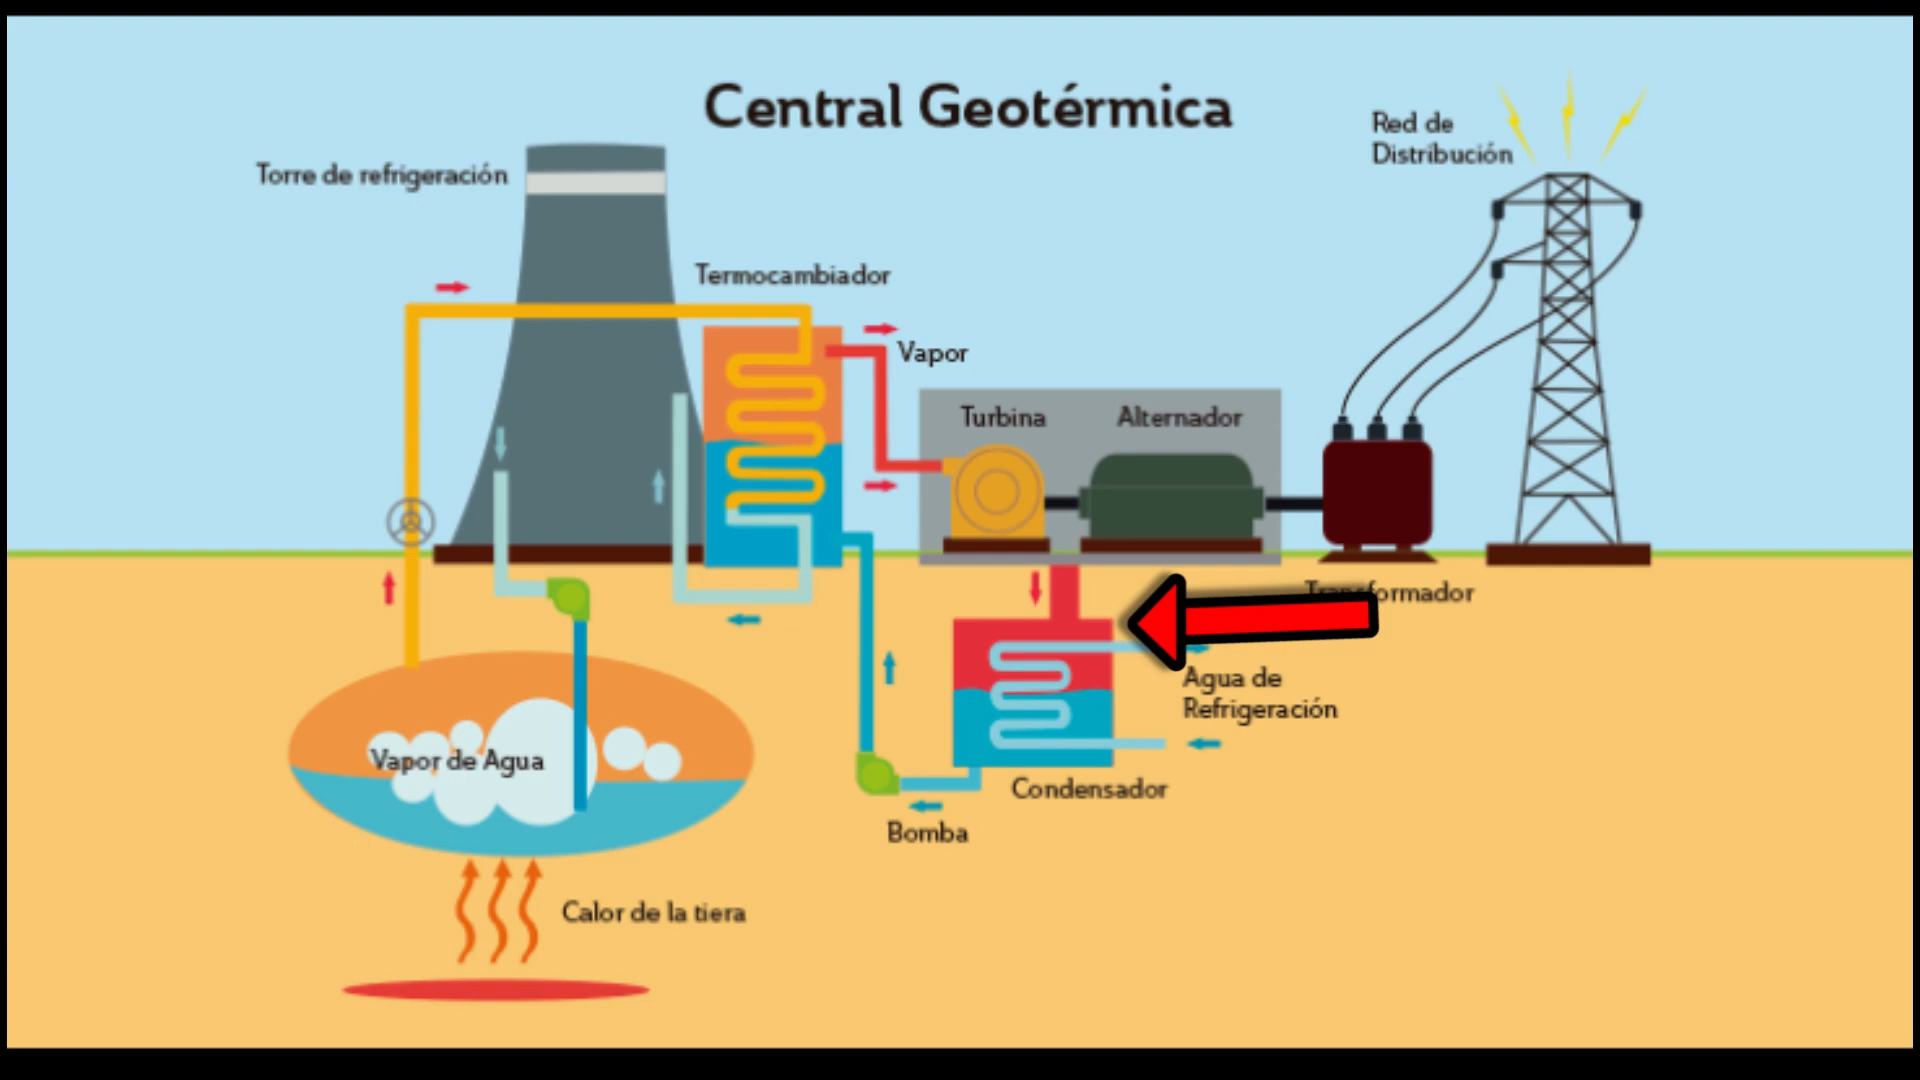 Central Geotérmica
Red de
Distribución
Torre de refrigeración
Termocambiador
Vapor
Turbina
Alternador
Transformador
Agua de
Refrigeración
Vapor de Agua
Condensador
Bomba
Calor de la tiera